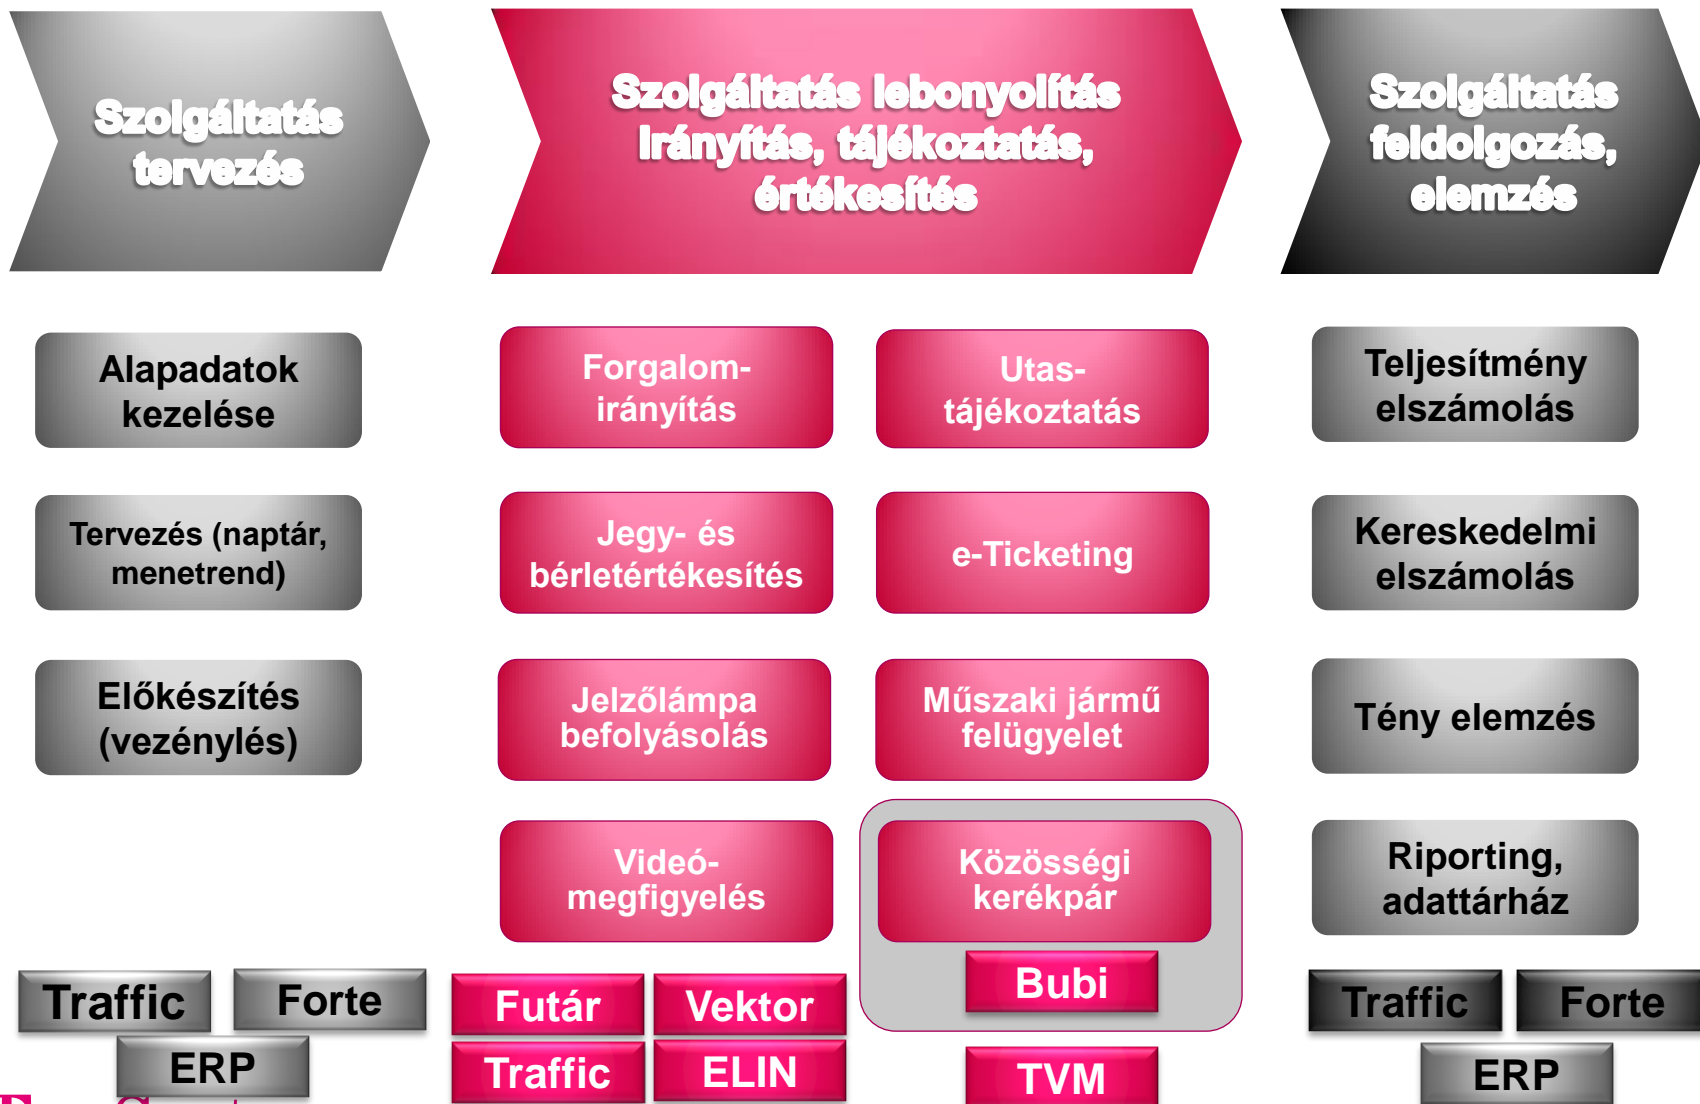 Szolgáltatás
tervezés
Szolgáltatás lebonyolítás
Irányítás, tájékoztatás,
értékesítés
Szolgáltatás
feldolgozás,
elemzés
Alapadatok
kezelése
Tervezés (naptár,
menetrend)
Előkészítés
(vezénylés)
Forgalom-
irányítás
Utas-
tájékoztatás
Jegy- és
bérletértékesítés
e-Ticketing
Jelzőlámpa
befolyásolás
Műszaki jármű
felügyelet
Videó-
megfigyelés
Közösségi
kerékpár
Bubi
Teljesítmény
elszámolás
Kereskedelmi
elszámolás
Tény elemzés
Riporting,
adattárház
Traffic
Forte
ERP
Futár
Vektor
Traffic
ELIN
TVM
Traffic
Forte
ERP